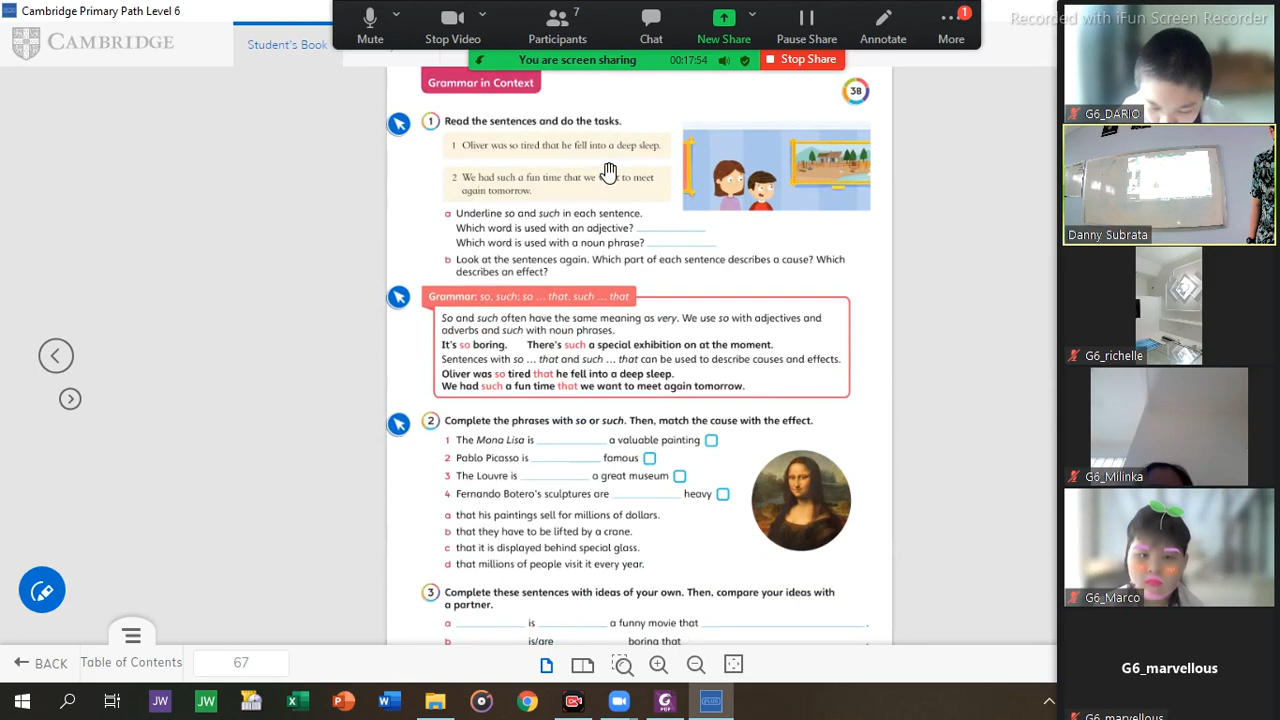 Cambridge Primary Path Level 6
CAMBRIDGE
Student's Book
Mute
Stop Video
7
Participants
Chat
New Share
Pause Share
Annotate
1
More
Recorded with iFun Screen Recorder
You are screen sharing
00:17:54
Stop Share
Grammar in Context
38
1 Read the sentences and do the tasks.
1 Oliver was so tired that he fell into a deep sleep.
2 We had such a fun time that we to meet
again tomorrow.
a Underline so and such in each sentence.
Which word is used with an adjective?
Which word is used with a noun phrase?
b Look at the sentences again. Which part of each sentence describes a cause? Which
describes an effect?
Grammar: so, such; so ... that, such ... that
So and such often have the same meaning as very. We use so with adjectives and
adverbs and such with noun phrases.
It's so boring. There's such a special exhibition on at the moment.
Sentences with so ... that and such ... that can be used to describe causes and effects.
Oliver was so tired that he fell into a deep sleep.
We had such a fun time that we want to meet again tomorrow.
2 Complete the phrases with so or such. Then, match the cause with the effect.
1 The Mona Lisa is a valuable painting
2 Pablo Picasso is famous
3 The Louvre is a great museum
4 Fernando Botero's sculptures are heavy
a that his paintings sell for millions of dollars.
b that they have to be lifted by a crane.
c that it is displayed behind special glass.
d that millions of people visit it every year.
3 Complete these sentences with ideas of your own. Then, compare your ideas with
a partner.
a is a funny movie that .
b is/are boring that .
BACK
Table of Contents
67
G6_DARIO
Danny Subrata
G6_richelle
G6_Milinka
G6_Marco
G6_marvellous
G6_marvellous
JW
JW